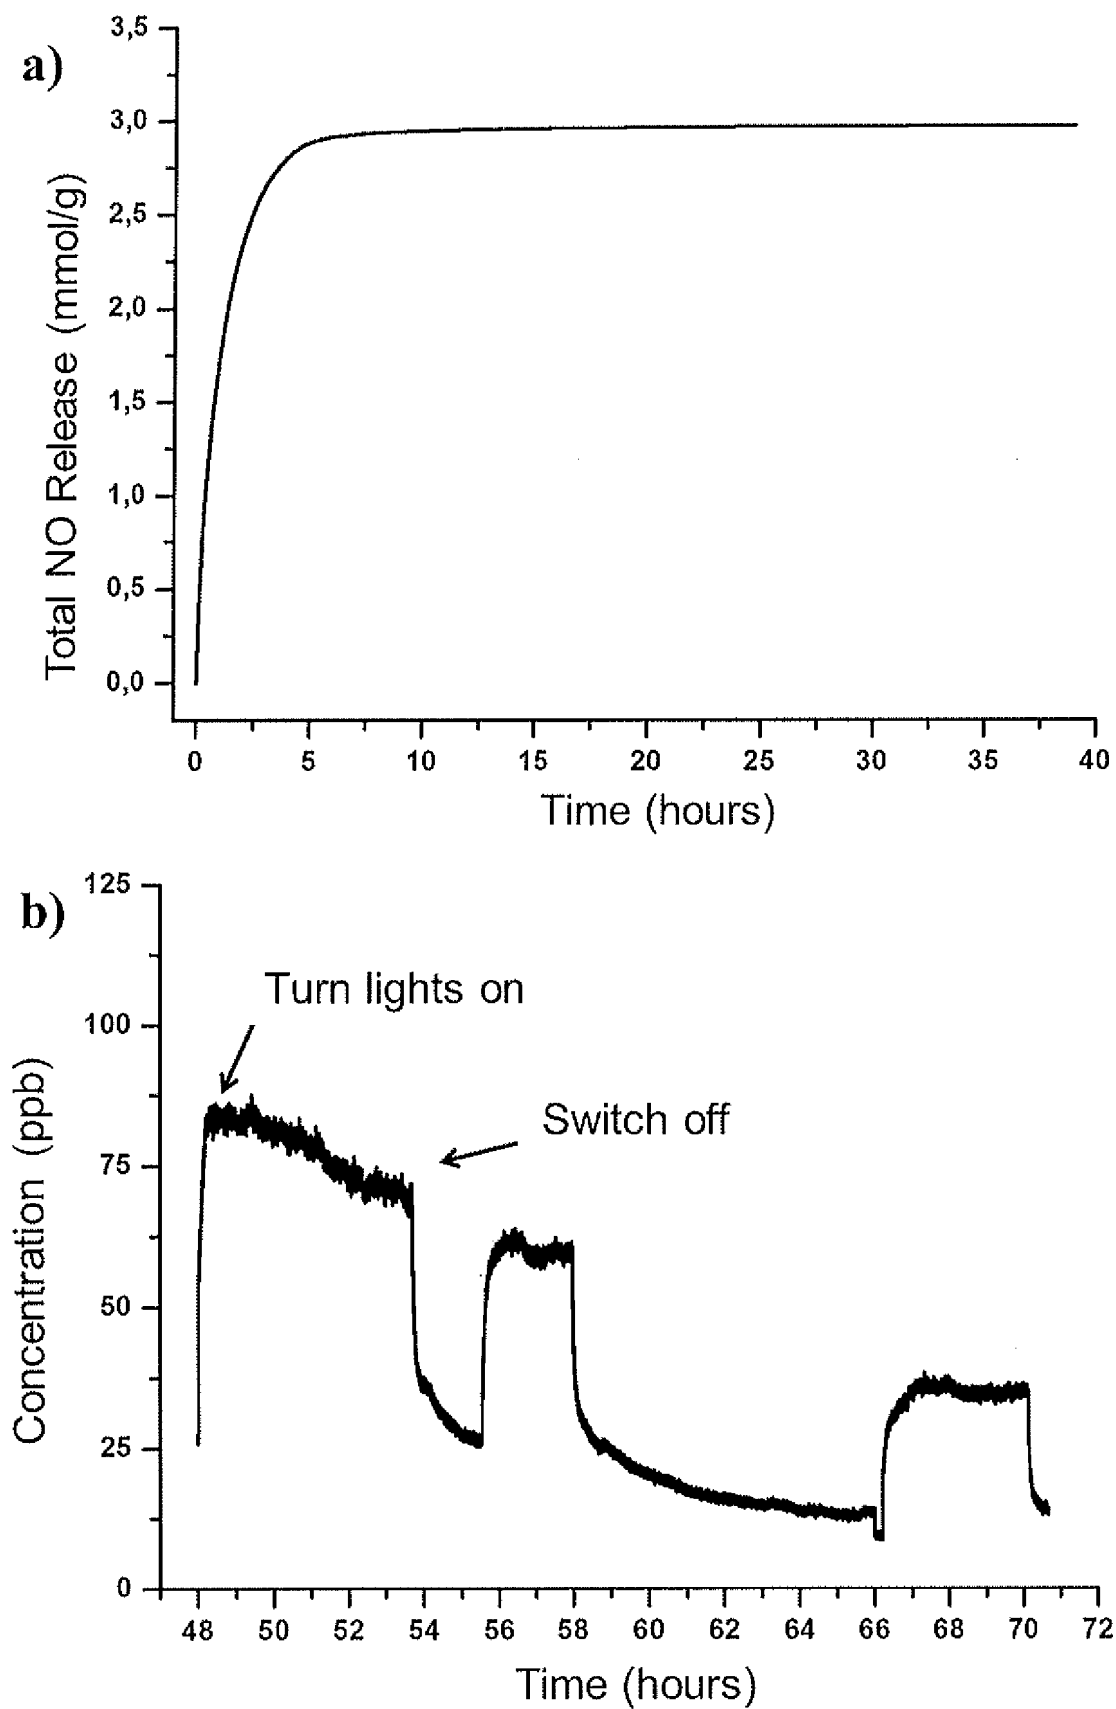 a)
Total NO Release (mmol/g)
3,5
3,0
2,5
2,0
1,5
1,0
0,5
0,0
0 5 10 15 20 25 30 35 40
Time (hours)
b)
Concentration (ppb)
125
100
75
50
25
0
Turn lights on
Switch off
48 50 52 54 56 58 60 62 64 66 68 70 72
Time (hours)